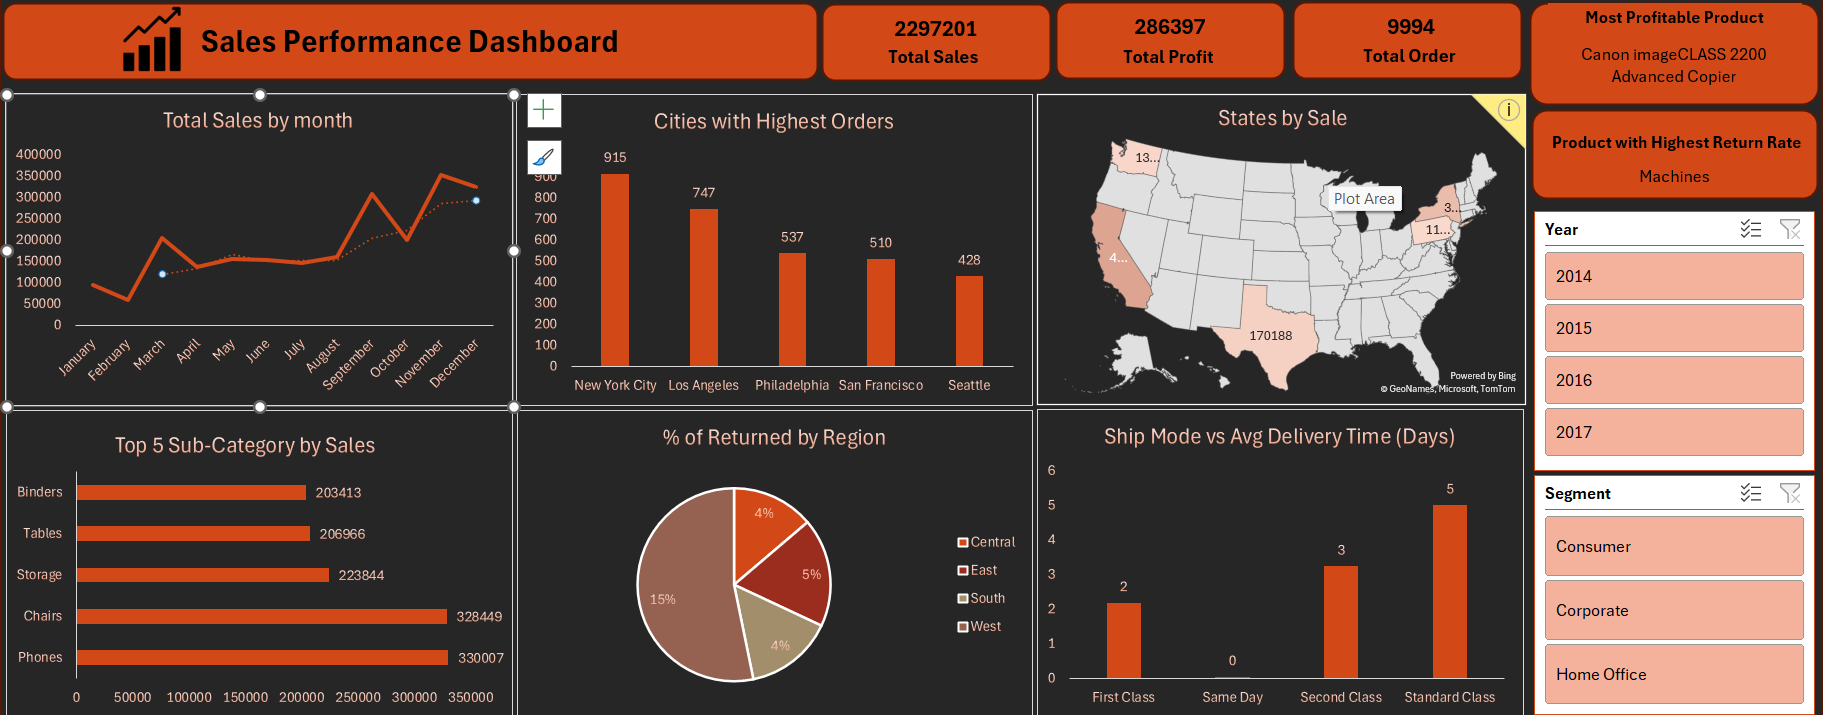 Sales Performance Dashboard
2297201
Total Sales
286397
Total Profit
9994
Total Order
Most Profitable Product
Canon imageCLASS 2200
Advanced Copier
Product with Highest Return Rate
Machines
Total Sales by month
400000
350000
300000
250000
200000
150000
100000
50000
0
January
February
March
April
May
June
July
August
September
October
November
December
Cities with Highest Orders
900
800
700
600
500
400
300
200
100
0
915
747
537
510
428
New York City
Los Angeles
Philadelphia
San Francisco
Seattle
States by Sale
i
13...
Plot Area
3...
11...
4...
170188
Powered by Bing
© GeoNames, Microsoft, TomTom
Year
2014
2015
2016
2017
Top 5 Sub-Category by Sales
Binders
203413
Tables
206966
Storage
223844
Chairs
328449
Phones
330007
0
50000
100000
150000
200000
250000
300000
350000
% of Returned by Region
4%
5%
4%
15%
Central
East
South
West
Ship Mode vs Avg Delivery Time (Days)
6
5
4
3
2
1
0
2
0
3
5
First Class
Same Day
Second Class
Standard Class
Segment
Consumer
Corporate
Home Office